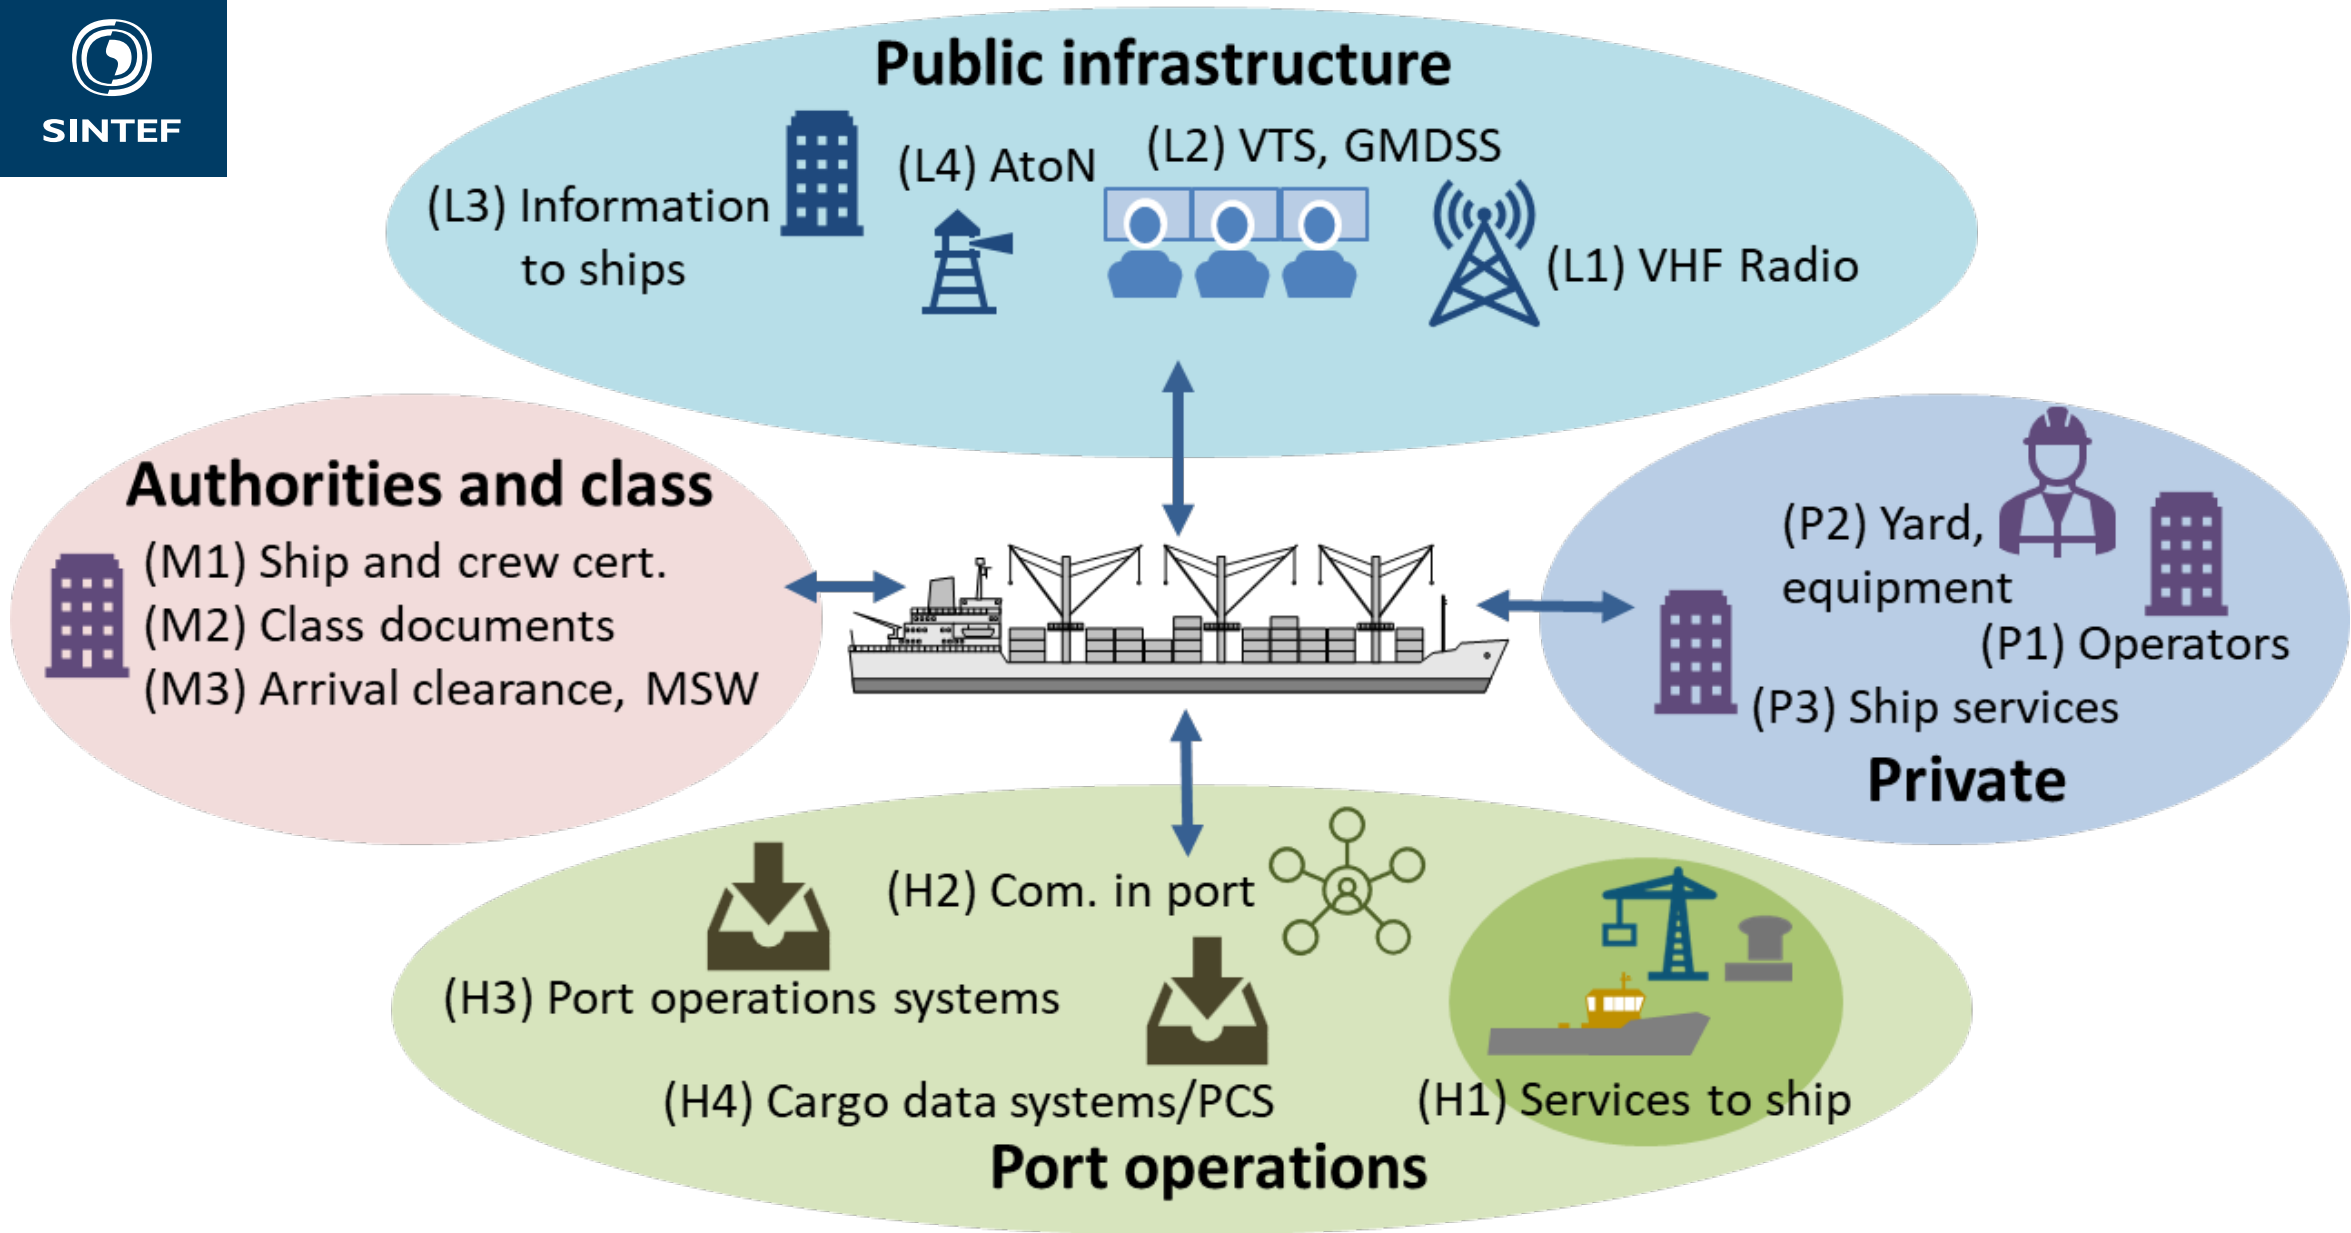 SINTEF
Public infrastructure
(L2) VTS, GMDSS
(L4) AtoN
(L3) Information
to ships
(L1) VHF Radio
Authorities and class
(M1) Ship and crew cert.
(M2) Class documents
(M3) Arrival clearance, MSW
(P2) Yard,
equipment
(P1) Operators
(P3) Ship services
Private
(H2) Com. in port
(H3) Port operations systems
(H4) Cargo data systems/PCS
(H1) Services to ship
Port operations